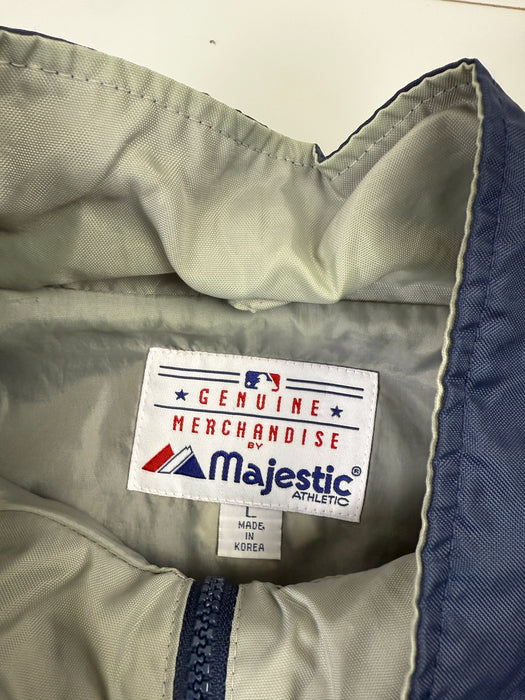 GENUINE
MERCHANDISE
BY
Majestic®
ATHLETIC
L
MADE
IN
KOREA